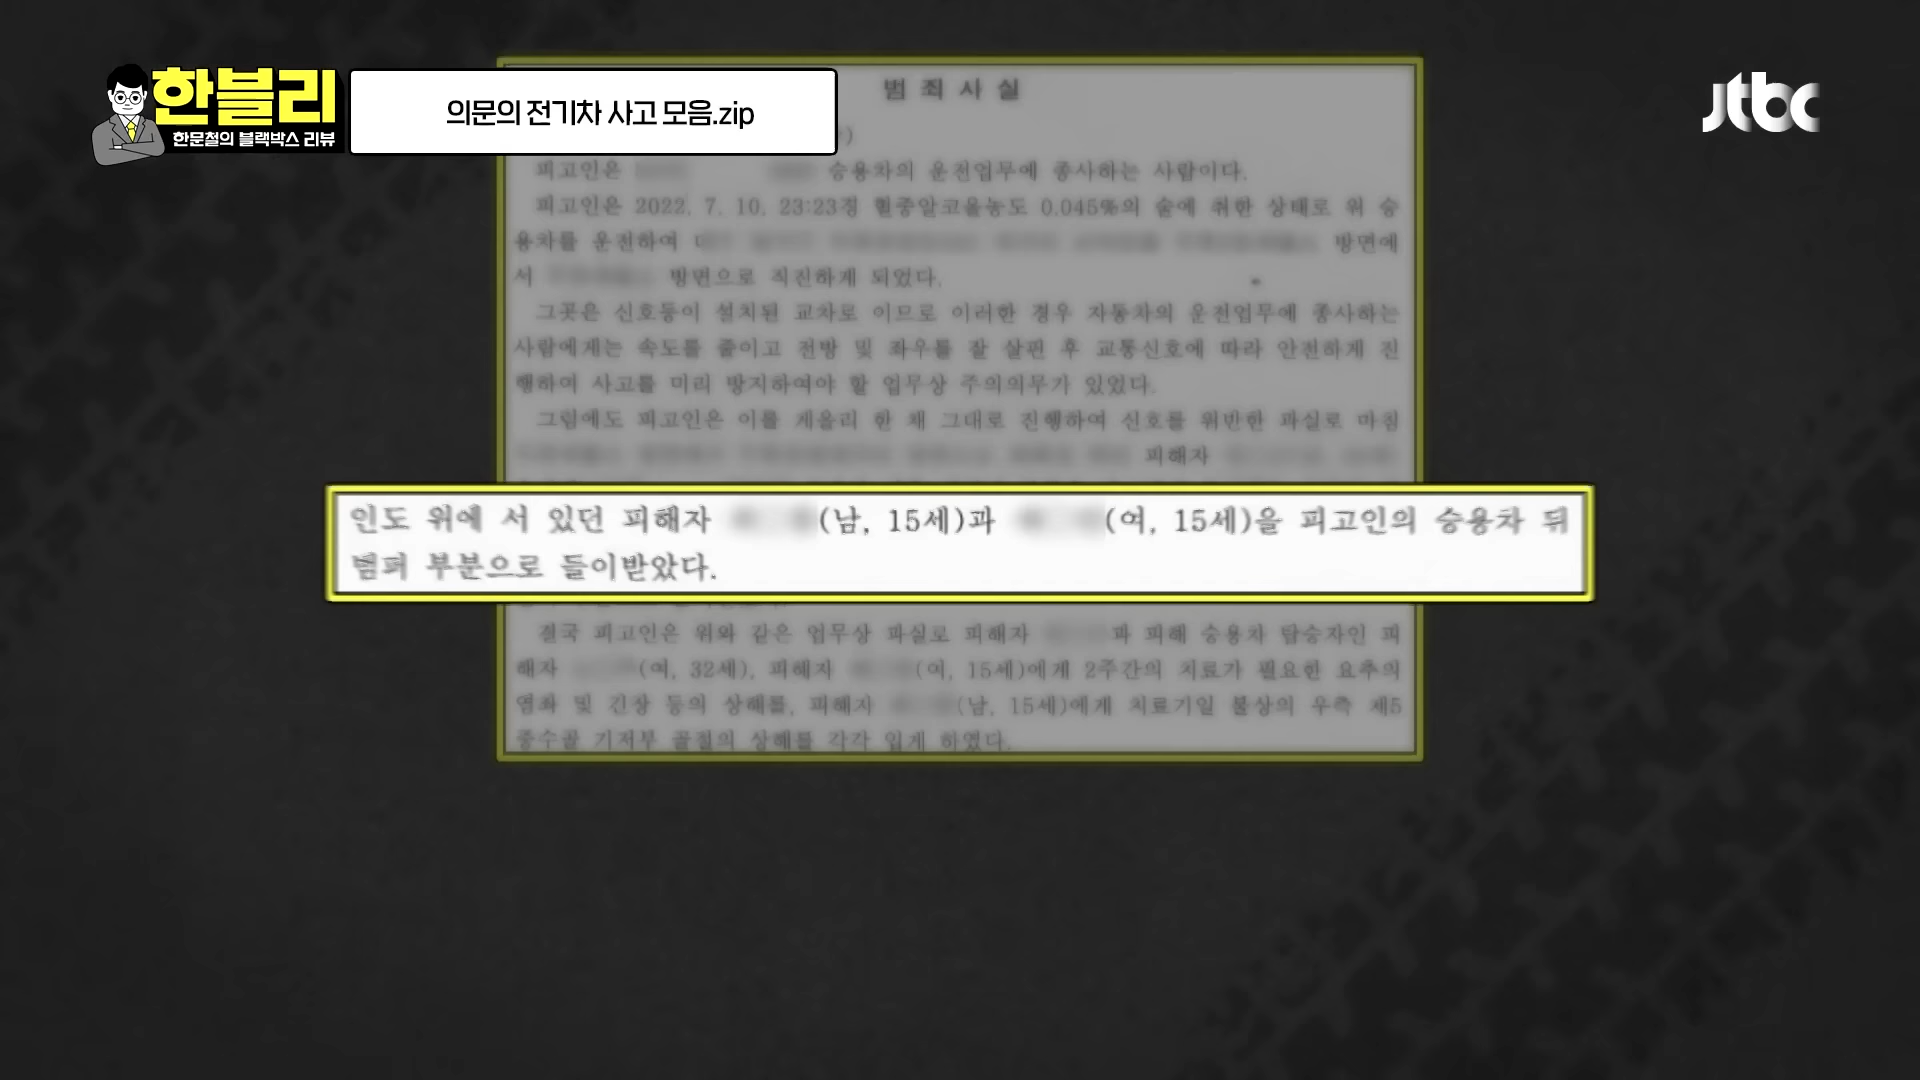 한블리
한문철의 블랙박스 리뷰
의문의 전기차 사고 모음.zip
jtbc
범 죄 사 실
피고인은 승용차의 운전업무에 종사하는 사람이다.
피고인은 2022. 7. 10. 23:23경 혈중알코올농도 0.045%의 술에 취한 상태로 위 승
용차를 운전하여 방면에
서 방면으로 직진하게 되었다.
그곳은 신호등이 설치된 교차로 이므로 이러한 경우 자동차의 운전업무에 종사하는
사람에게는 속도를 줄이고 전방 및 좌우를 잘 살핀 후 교통신호에 따라 안전하게 진
행하여 사고를 미리 방지하여야 할 업무상 주의의무가 있었다.
그럼에도 피고인은 이를 게을리 한 채 그대로 진행하여 신호를 위반한 과실로 마침
피해자
인도 위에 서 있던 피해자 (남, 15세)과 (여, 15세)을 피고인의 승용차 뒤
범퍼 부분으로 들이받았다.
결국 피고인은 위와 같은 업무상 과실로 피해자 과 피해 승용차 탑승자인 피
해자 (여, 32세), 피해자 (여, 15세)에게 2주간의 치료가 필요한 요추의
염좌 및 긴장 등의 상해를, 피해자 (남, 15세)에게 치료기일 불상의 우측 제5
중수골 기저부 골절의 상해를 각각 입게 하였다.